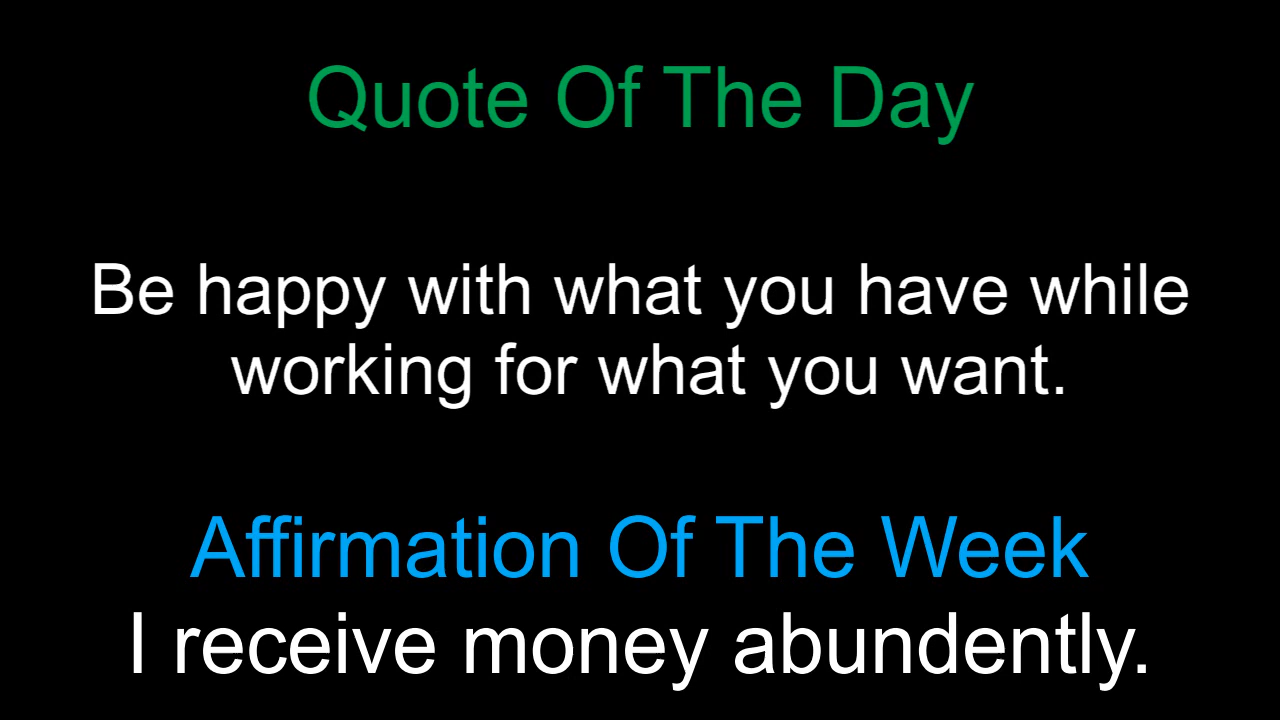 Quote Of The Day
Be happy with what you have while
working for what you want.
Affirmation Of The Week
I receive money abundently.